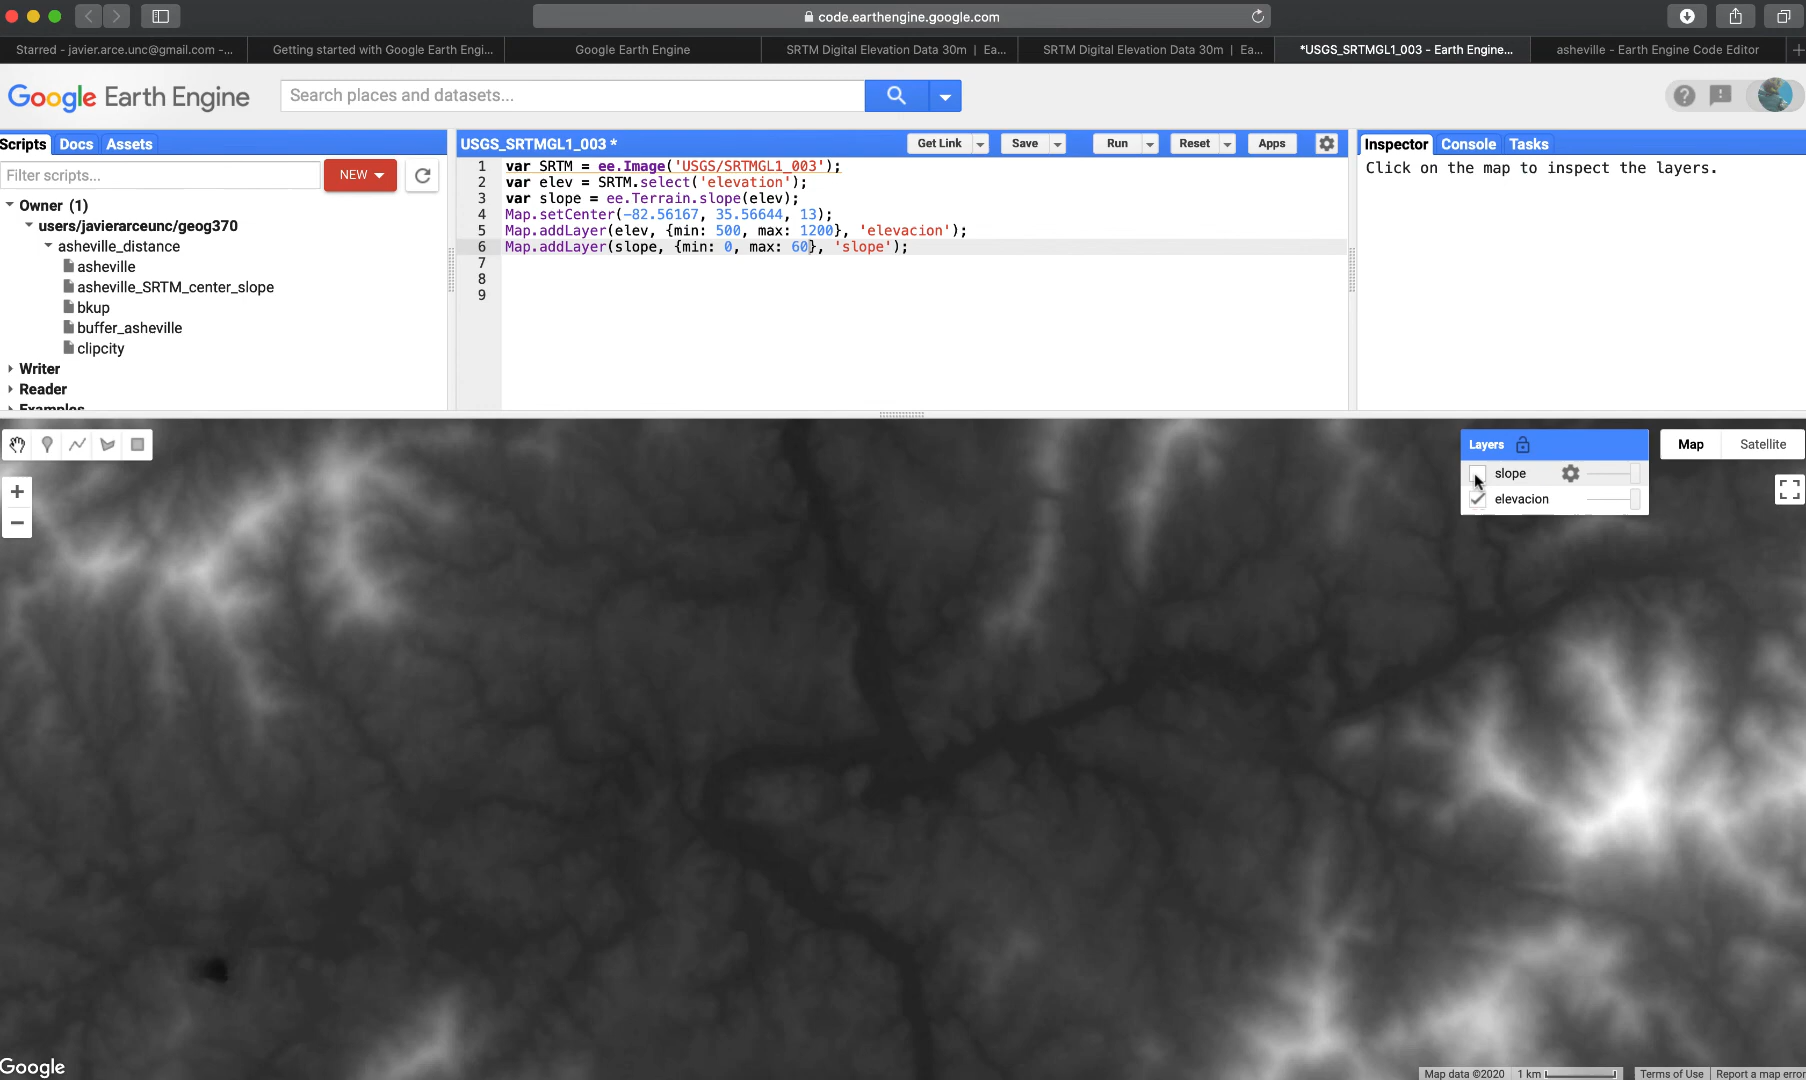 code.earthengine.google.com
Starred - javier.arce.unc@gmail.com -...
Getting started with Google Earth Engi...
Google Earth Engine
SRTM Digital Elevation Data 30m | Ea...
SRTM Digital Elevation Data 30m | Ea...
*USGS_SRTMGL1_003 - Earth Engine...
asheville - Earth Engine Code Editor
Google Earth Engine
Search places and datasets...
Scripts Docs Assets
Filter scripts...
NEW
Owner (1)
users/javierarceunc/geog370
asheville_distance
asheville
asheville_SRTM_center_slope
bkup
buffer_asheville
clipcity
Writer
Reader
Examples
USGS_SRTMGL1_003 *
Get Link
Save
Run
Reset
Apps
1 var SRTM = ee.Image('USGS/SRTMGL1_003');
2 var elev = SRTM.select('elevation');
3 var slope = ee.Terrain.slope(elev);
4 Map.setCenter(-82.56167, 35.56644, 13);
5 Map.addLayer(elev, {min: 500, max: 1200}, 'elevacion');
6 Map.addLayer(slope, {min: 0, max: 60}, 'slope');
7
8
9
Inspector Console Tasks
Click on the map to inspect the layers.
Layers
slope
elevacion
Map
Satellite
Google
Map data ©2020
1 km
Terms of Use
Report a map error